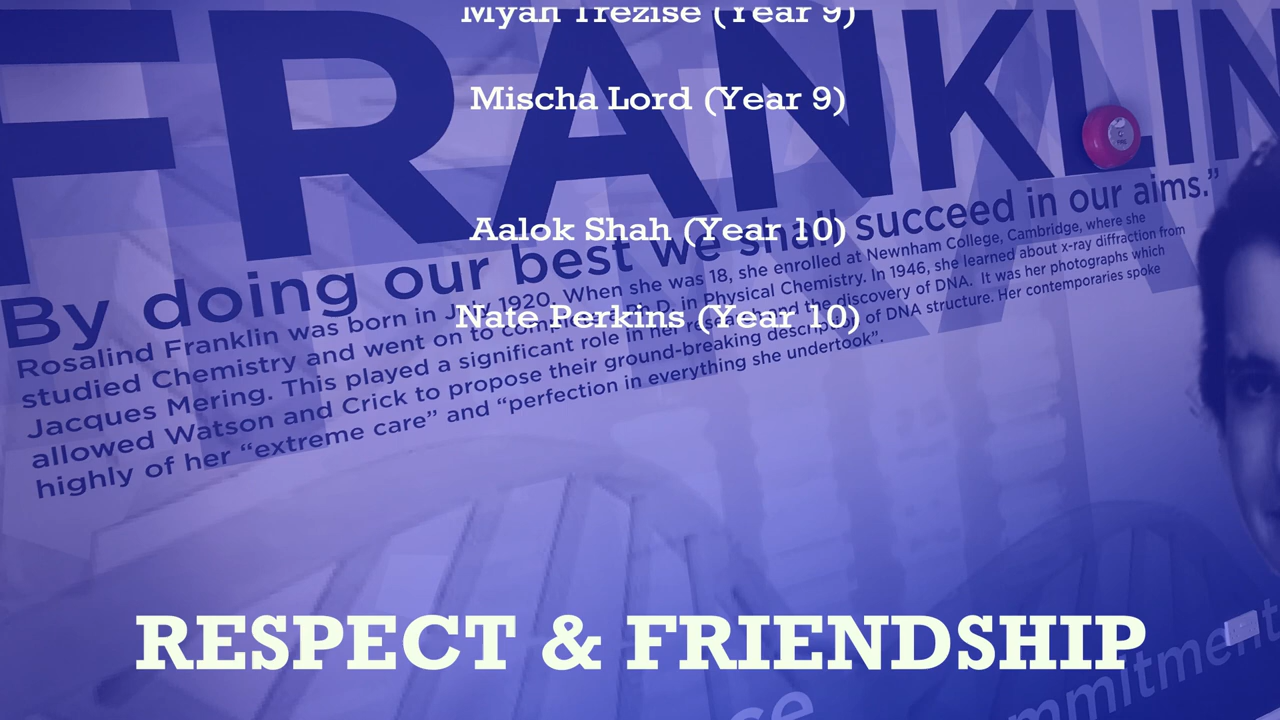 Myah Trezise (Year 9)
FRANKLIN
Mischa Lord (Year 9)
Aalok Shah (Year 10)
By doing our best we shall succeed in our aims.”
Nate Perkins (Year 10)
Rosalind Franklin was born in July 1920. When she was 18, she enrolled at Newnham College, Cambridge, where she
studied Chemistry and went on to complete a Ph.D. in Physical Chemistry. In 1946, she learned about x-ray diffraction from
Jacques Mering. This played a significant role in her research and the discovery of DNA. It was her photographs which
allowed Watson and Crick to propose their ground-breaking description of DNA structure. Her contemporaries spoke
highly of her “extreme care” and “perfection in everything she undertook”.
RESPECT & FRIENDSHIP